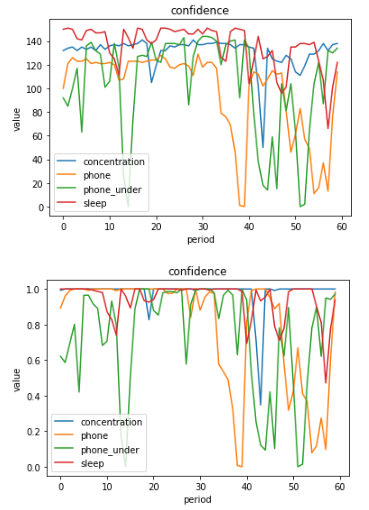 confidence
value
140
120
100
80
60
40
20
0
concentration
phone
phone_under
sleep
0 10 20 30 40 50 60
period
confidence
value
1.0
0.8
0.6
0.4
0.2
0.0
concentration
phone
phone_under
sleep
0 10 20 30 40 50 60
period